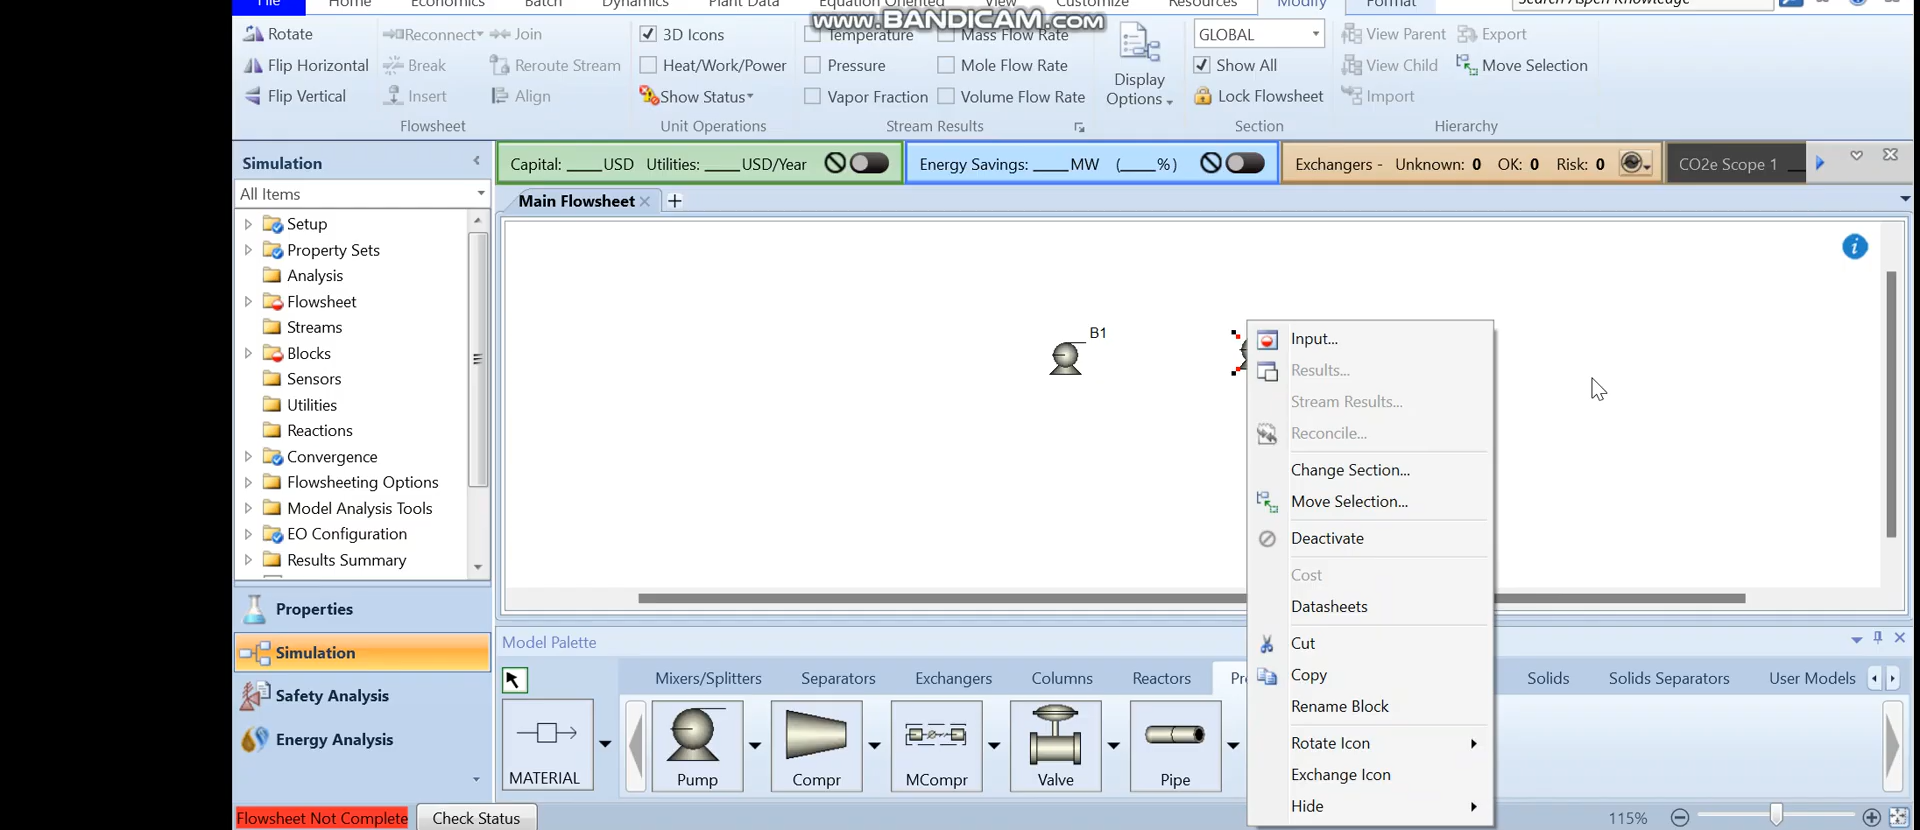 File Home Economics Batch Dynamics Plant Data Equation Oriented View Customize Resources Modify Format Search Aspen Knowledge
www.BANDICAM.com
Rotate Reconnect Join 3D Icons Temperature Mass Flow Rate GLOBAL View Parent Export
Flip Horizontal Break Reroute Stream Heat/Work/Power Pressure Mole Flow Rate Display Show All View Child Move Selection
Flip Vertical Insert Align Show Status Vapor Fraction Volume Flow Rate Options Lock Flowsheet Import
Flowsheet Unit Operations Stream Results Section Hierarchy
Simulation
Capital: ____USD Utilities: ____USD/Year Energy Savings: ____MW (____%) Exchangers - Unknown: 0 OK: 0 Risk: 0 CO2e Scope 1 __
All Items
Main Flowsheet
Setup
Property Sets
Analysis
Flowsheet
Streams
Blocks
Sensors
Utilities
Reactions
Convergence
Flowsheeting Options
Model Analysis Tools
EO Configuration
Results Summary
B1
Input...
Results...
Stream Results...
Reconcile...
Change Section...
Move Selection...
Deactivate
Cost
Datasheets
Cut
Copy
Rename Block
Rotate Icon
Exchange Icon
Hide
Properties
Simulation
Safety Analysis
Energy Analysis
Model Palette
Mixers/Splitters Separators Exchangers Columns Reactors Pre Solids Solids Separators User Models
MATERIAL Pump Compr MCompr Valve Pipe
Flowsheet Not Complete Check Status 115%